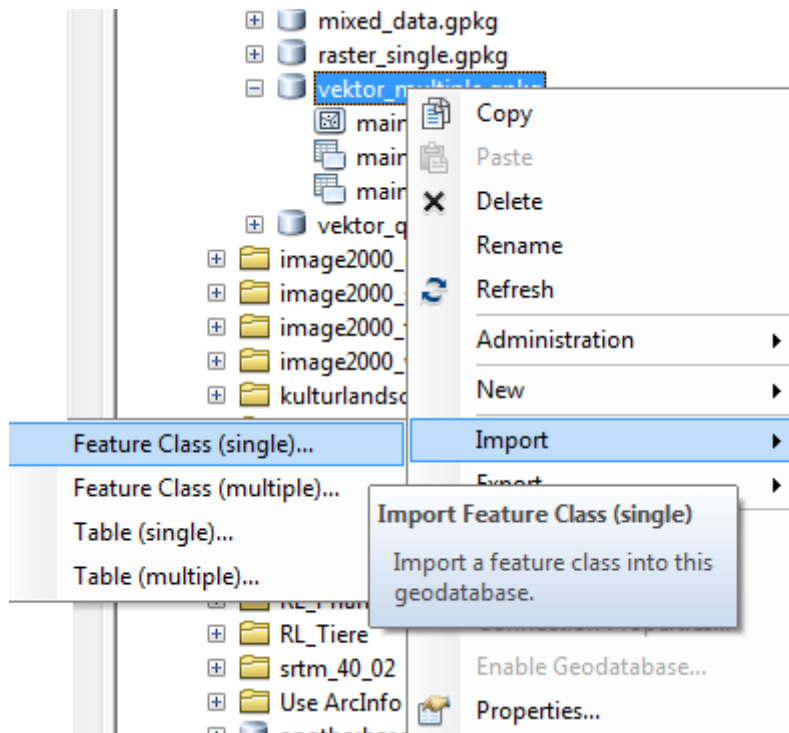 mixed_data.gpkg
raster_single.gpkg
vektor_multiple.gpkg
main
main
main
vektor_q
image2000_
image2000_
image2000_
image2000_
kulturlandsc
RL_Tiere
srtm_40_02
Use ArcInfo
Copy
Paste
Delete
Rename
Refresh
Administration
New
Import
Export
Enable Geodatabase...
Properties...
Feature Class (single)...
Feature Class (multiple)...
Table (single)...
Table (multiple)...
Import Feature Class (single)
Import a feature class into this
geodatabase.